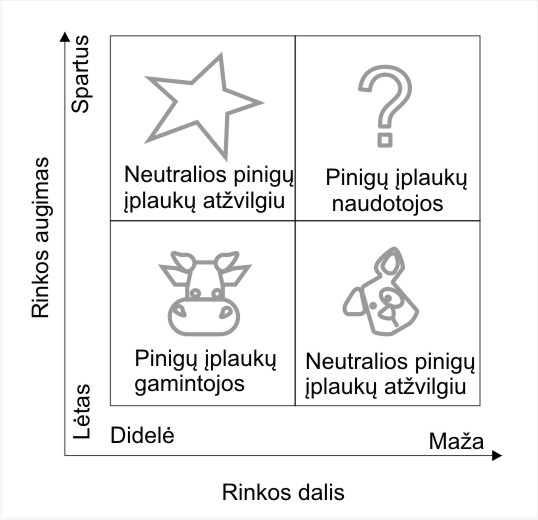 Spartus
Rinkos augimas
Lėtas
Neutralios pinigų
įplaukų atžvilgiu
?
Pinigų įplaukų
naudotojos
Pinigų įplaukų
gamintojos
Neutralios pinigų
įplaukų atžvilgiu
Didelė
Maža
Rinkos dalis